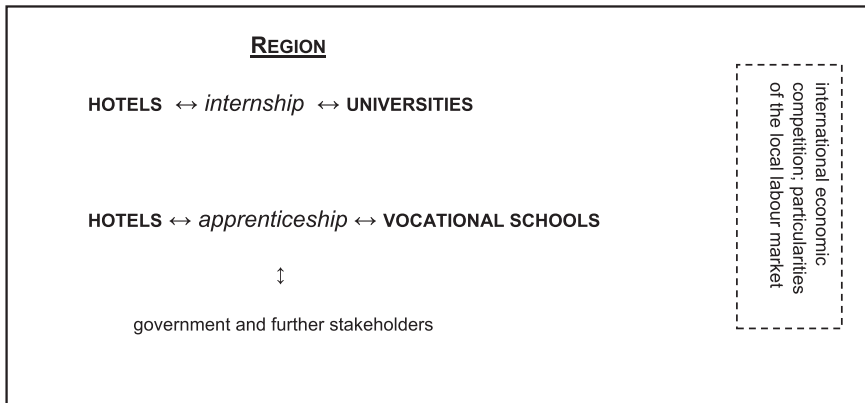 REGION
HOTELS ↔ internship ↔ UNIVERSITIES
HOTELS ↔ apprenticeship ↔ VOCATIONAL SCHOOLS
↕
government and further stakeholders
international economic
competition; particularities
of the local labour market